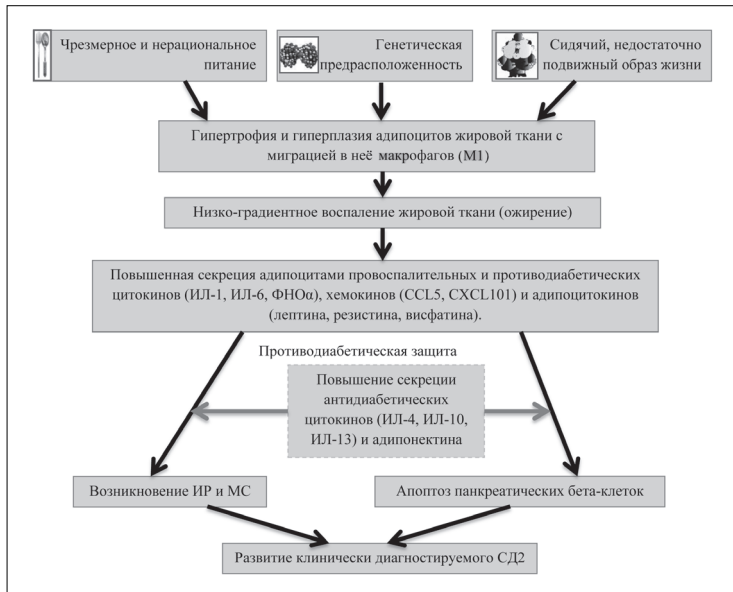 Чрезмерное и нерациональное
питание
Генетическая
предрасположенность
Сидячий, недостаточно
подвижный образ жизни
Гипертрофия и гиперплазия адипоцитов жировой ткани с
миграцией в неё макрофагов (М1)
Низко-градиентное воспаление жировой ткани (ожирение)
Повышенная секреция адипоцитами провоспалительных и противодиабетических
цитокинов (ИЛ-1, ИЛ-6, ФНОα), хемокинов (CCL5, CXCL101) и адипоцитокинов
(лептина, резистина, висфатина).
Противодиабетическая защита
Повышение секреции
антидиабетических
цитокинов (ИЛ-4, ИЛ-10,
ИЛ-13) и адипонектина
Возникновение ИР и МС
Апоптоз панкреатических бета-клеток
Развитие клинически диагностируемого СД2